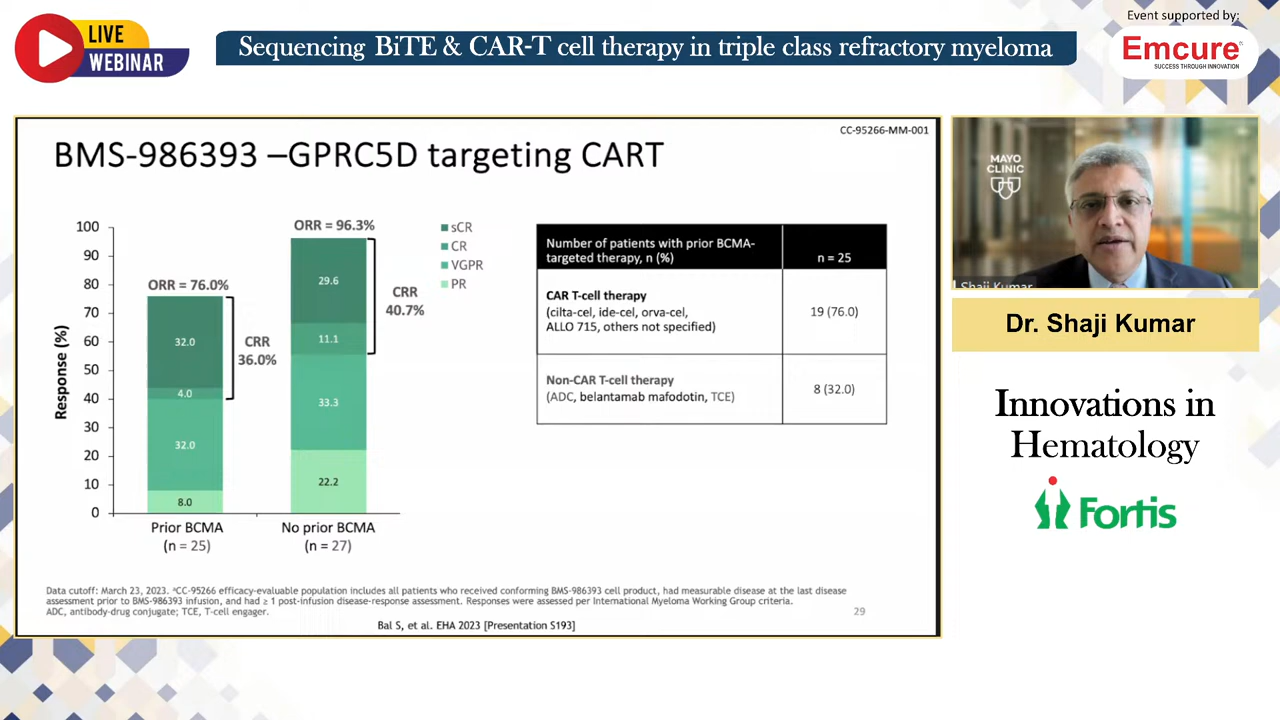 LIVE
WEBINAR
Sequencing BiTE & CAR-T cell therapy in triple class refractory myeloma
Event supported by:
Emcure®
SUCCESS THROUGH INNOVATION
CC-95266-MM-001
BMS-986393 –GPRC5D targeting CART
Response (%)
100
90
80
70
60
50
40
30
20
10
0
ORR = 76.0%
32.0
4.0
32.0
8.0
CRR
36.0%
Prior BCMA
(n = 25)
ORR = 96.3%
29.6
11.1
33.3
22.2
CRR
40.7%
No prior BCMA
(n = 27)
sCR
CR
VGPR
PR
Number of patients with prior BCMA-
targeted therapy, n (%)
n = 25
CAR T-cell therapy
(cilta-cel, ide-cel, orva-cel,
ALLO 715, others not specified)
19 (76.0)
Non-CAR T-cell therapy
(ADC, belantamab mafodotin, TCE)
8 (32.0)
Data cutoff: March 23, 2023. ᵃCC-95266 efficacy-evaluable population includes all patients who received conforming BMS-986393 cell product, had measurable disease at the last disease
assessment prior to BMS-986393 infusion, and had ≥ 1 post-infusion disease-response assessment. Responses were assessed per International Myeloma Working Group criteria.
ADC, antibody-drug conjugate; TCE, T-cell engager.
29
Bal S, et al. EHA 2023 [Presentation S193]
MAYO
CLINIC
Shaji Kumar
Dr. Shaji Kumar
Innovations in
Hematology
Fortis